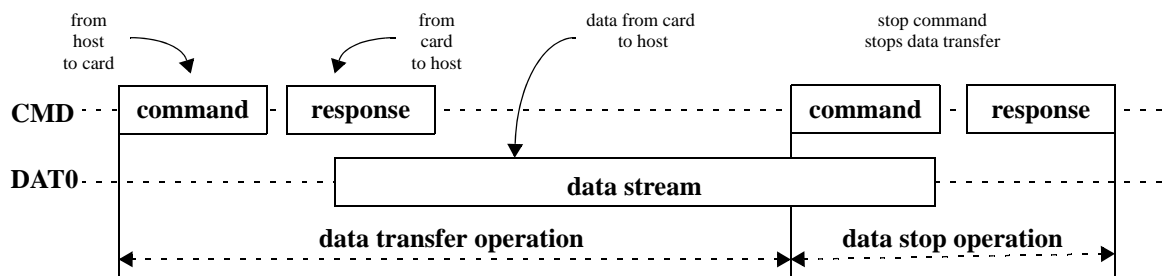 from
host
to card
from
card
to host
data from card
to host
stop command
stops data transfer
CMD
command
response
command
response
DAT0
data stream
data transfer operation
data stop operation